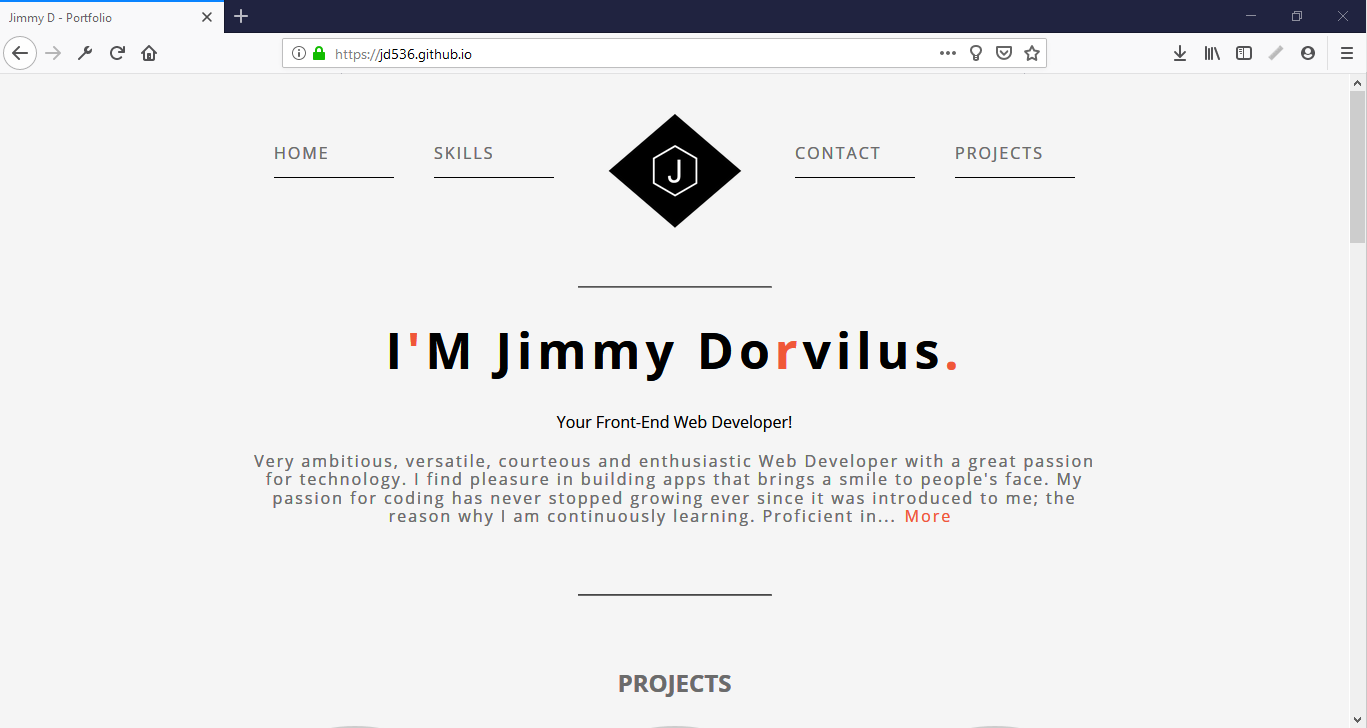 Jimmy D - Portfolio
https://jd536.github.io
HOME
SKILLS
J
CONTACT
PROJECTS
I'M Jimmy Dorvilus.
Your Front-End Web Developer!
Very ambitious, versatile, courteous and enthusiastic Web Developer with a great passion
for technology. I find pleasure in building apps that brings a smile to people's face. My
passion for coding has never stopped growing ever since it was introduced to me; the
reason why I am continuously learning. Proficient in... More
PROJECTS